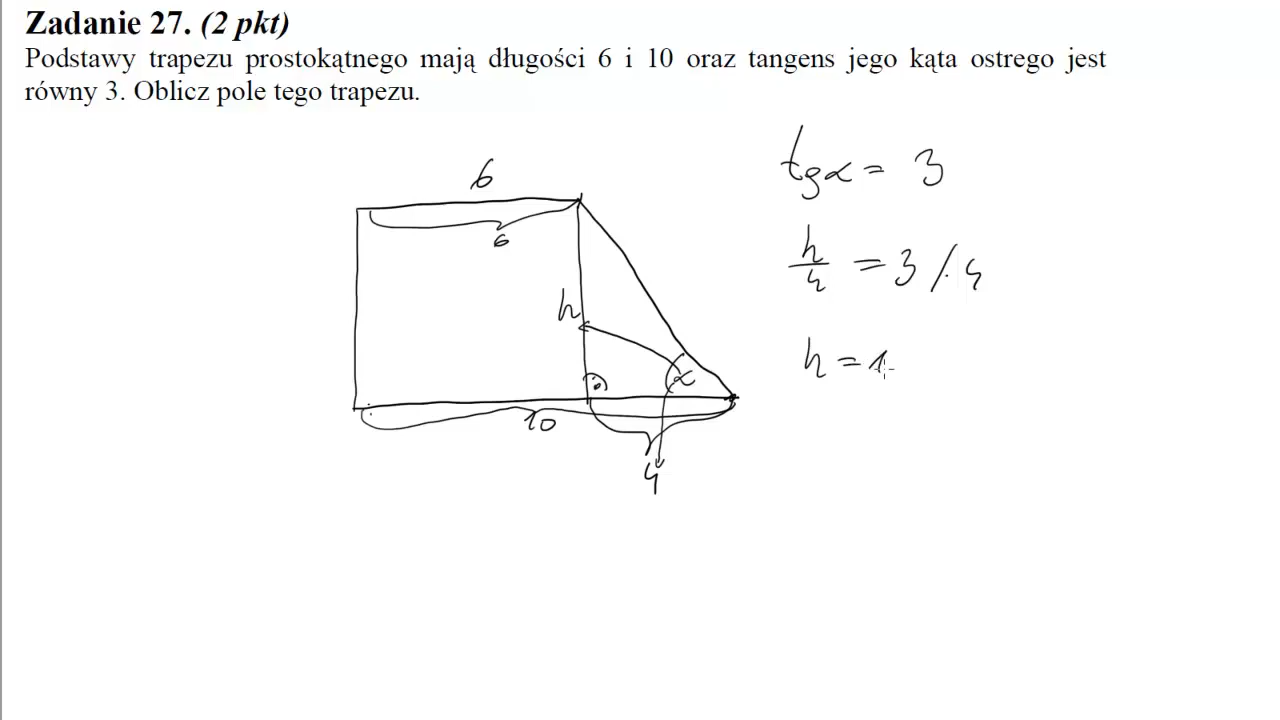 Zadanie 27. (2 pkt)
Podstawy trapezu prostokątnego mają długości 6 i 10 oraz tangens jego kąta ostrego jest
równy 3. Oblicz pole tego trapezu.
6
6
h
α
10
4
tgα = 3
h/4 = 3 /·4
h = 1